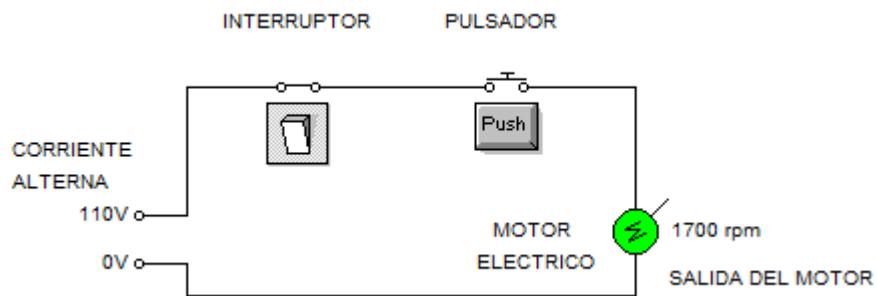 INTERRUPTOR
PULSADOR
Push
CORRIENTE
ALTERNA
110V
0V
MOTOR
ELECTRICO
1700 rpm
SALIDA DEL MOTOR